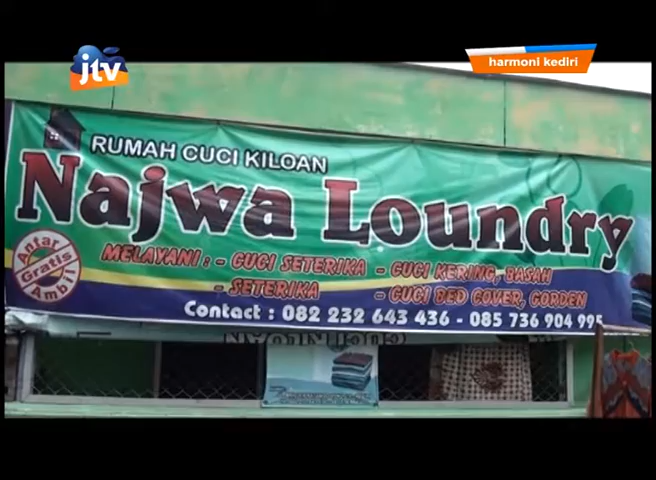 jtv
harmoni kediri
RUMAH CUCI KILOAN
Najwa Loundry
Antar
Gratis
Ambil
MELAYANI : - CUCI SETERIKA - CUCI KERING, BASAH
- SETERIKA - CUCI BED COVER, GORDEN
Contact : 082 232 643 436 - 085 736 904 995